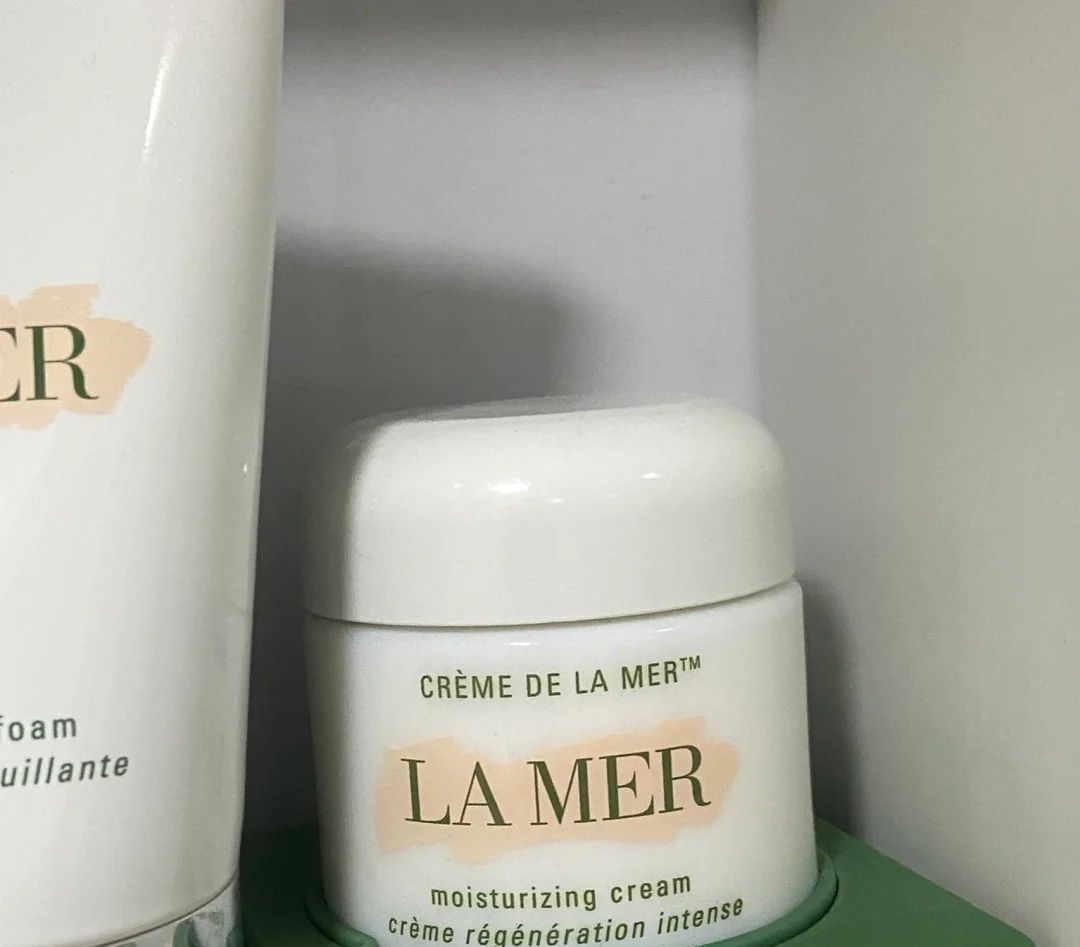 ER
foam
uillante
CRÈME DE LA MER™
LA MER
moisturizing cream
crème régénération intense